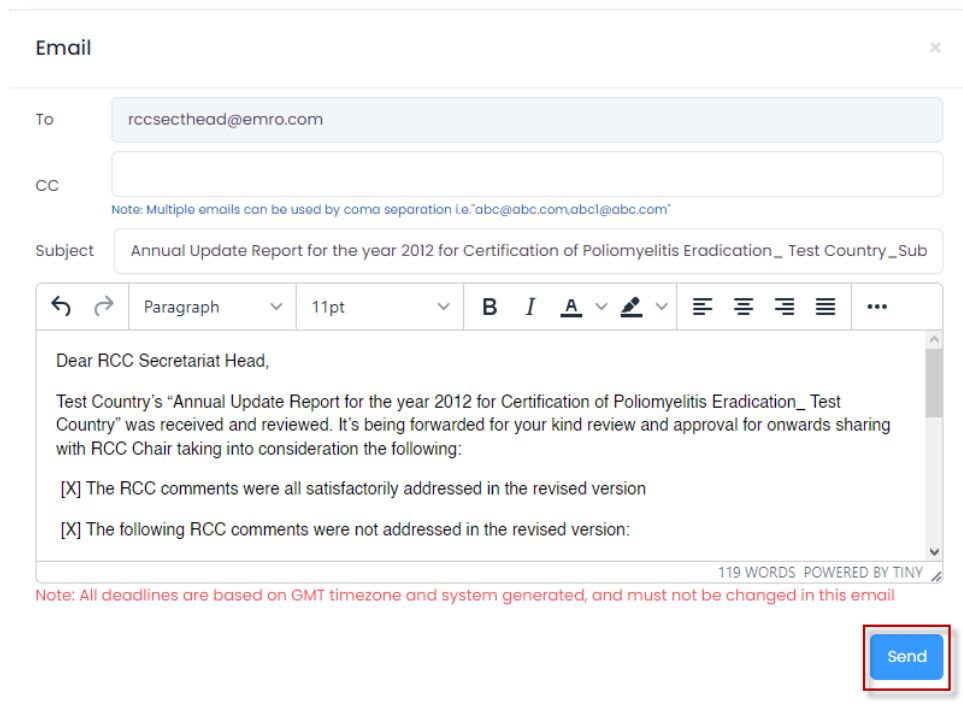 Email
×
To
rccsecthead@emro.com
CC
Note: Multiple emails can be used by coma separation i.e."abc@abc.com,abc1@abc.com"
Subject
Annual Update Report for the year 2012 for Certification of Poliomyelitis Eradication_ Test Country_Sub
Paragraph 11pt B I A ...
Dear RCC Secretariat Head,
Test Country's “Annual Update Report for the year 2012 for Certification of Poliomyelitis Eradication_ Test
Country” was received and reviewed. It's being forwarded for your kind review and approval for onwards sharing
with RCC Chair taking into consideration the following:
[X] The RCC comments were all satisfactorily addressed in the revised version
[X] The following RCC comments were not addressed in the revised version:
119 WORDS POWERED BY TINY
Note: All deadlines are based on GMT timezone and system generated, and must not be changed in this email
Send